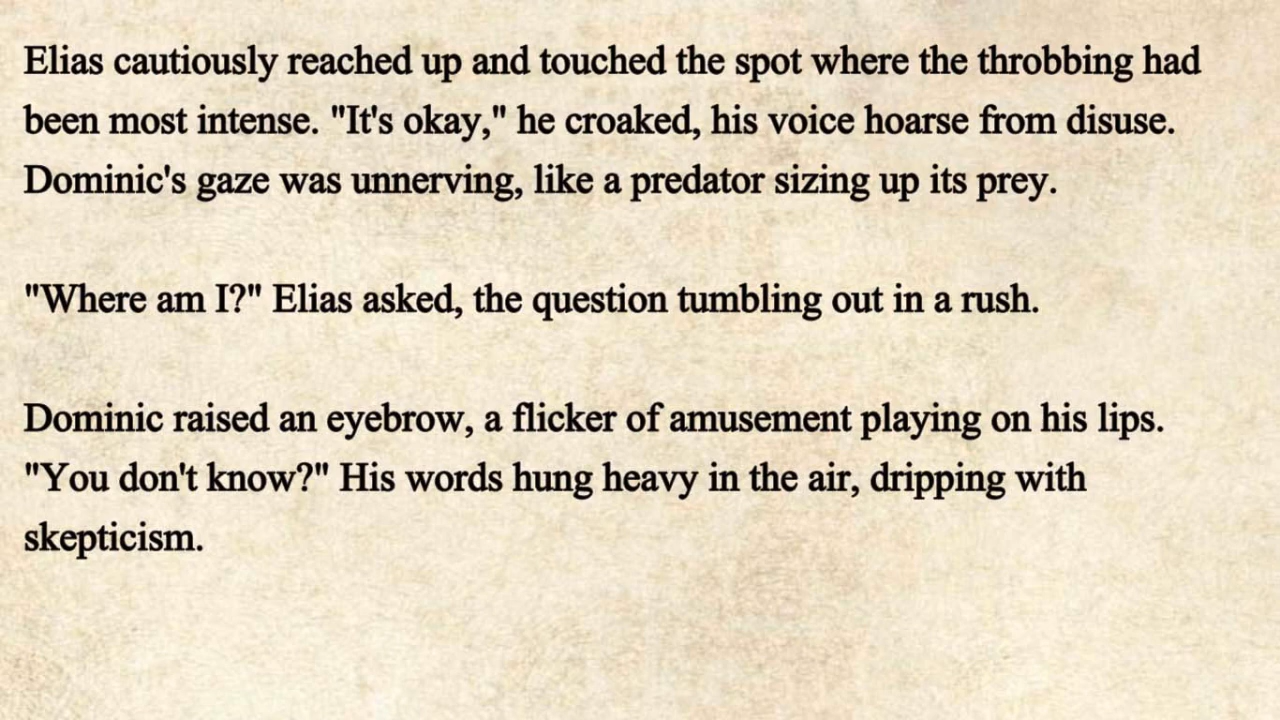 Elias cautiously reached up and touched the spot where the throbbing had
been most intense. "It's okay," he croaked, his voice hoarse from disuse.
Dominic's gaze was unnerving, like a predator sizing up its prey.
"Where am I?" Elias asked, the question tumbling out in a rush.
Dominic raised an eyebrow, a flicker of amusement playing on his lips.
"You don't know?" His words hung heavy in the air, dripping with
skepticism.